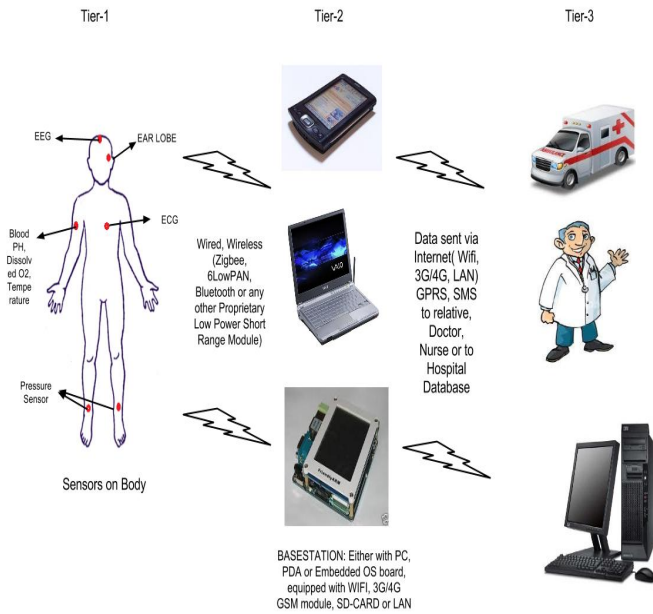 Tier-1
Tier-2
Tier-3
EEG
EAR LOBE
ECG
Blood
PH,
Dissolv
ed O2,
Tempe
rature
Pressure
Sensor
Sensors on Body
Wired, Wireless
(Zigbee,
6LowPAN,
Bluetooth or any
other Proprietary
Low Power Short
Range Module)
VAIO
FriendlyARM
BASESTATION: Either with PC,
PDA or Embedded OS board,
equipped with WIFI, 3G/4G
GSM module, SD-CARD or LAN
Data sent via
Internet( Wifi,
3G/4G, LAN)
GPRS, SMS
to relative,
Doctor,
Nurse or to
Hospital
Database